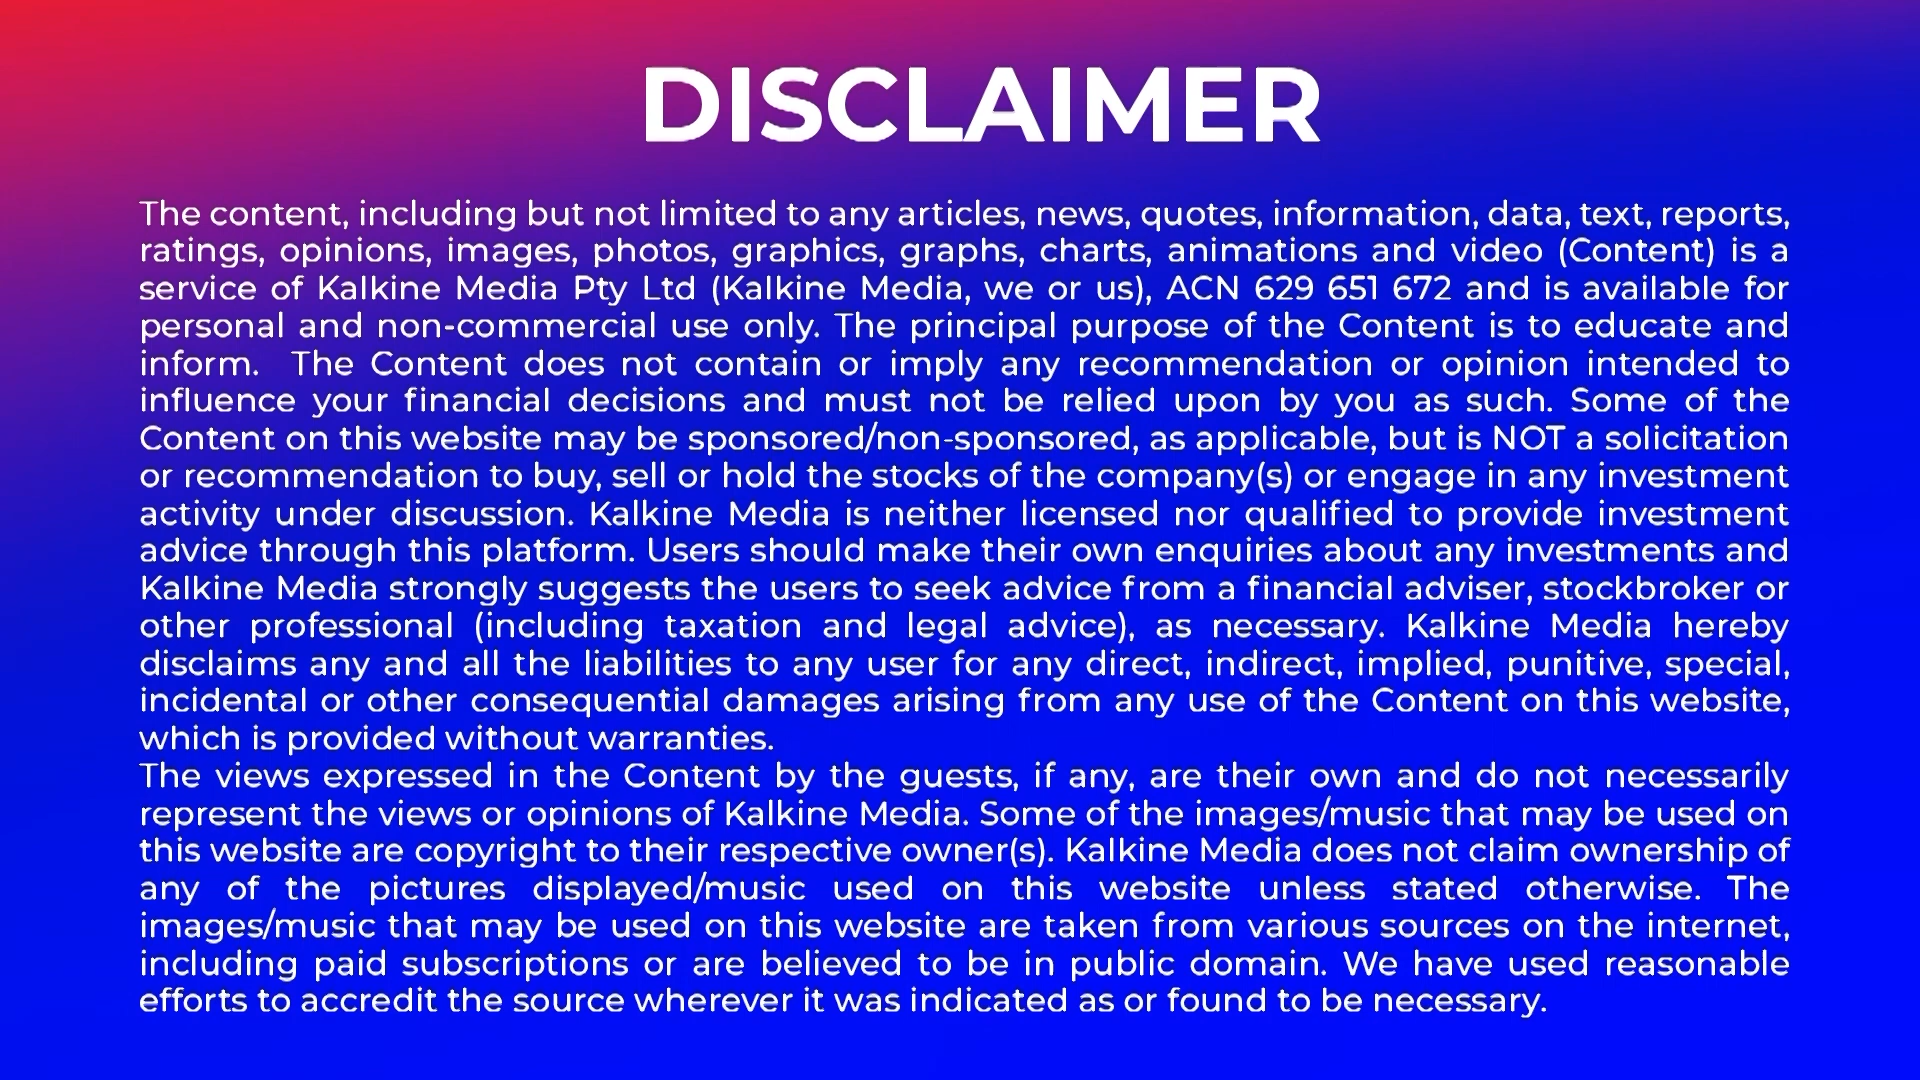 DISCLAIMER
The content, including but not limited to any articles, news, quotes, information, data, text, reports,
ratings, opinions, images, photos, graphics, graphs, charts, animations and video (Content) is a
service of Kalkine Media Pty Ltd (Kalkine Media, we or us), ACN 629 651 672 and is available for
personal and non-commercial use only. The principal purpose of the Content is to educate and
inform.  The Content does not contain or imply any recommendation or opinion intended to
influence your financial decisions and must not be relied upon by you as such. Some of the
Content on this website may be sponsored/non-sponsored, as applicable, but is NOT a solicitation
or recommendation to buy, sell or hold the stocks of the company(s) or engage in any investment
activity under discussion. Kalkine Media is neither licensed nor qualified to provide investment
advice through this platform. Users should make their own enquiries about any investments and
Kalkine Media strongly suggests the users to seek advice from a financial adviser, stockbroker or
other professional (including taxation and legal advice), as necessary. Kalkine Media hereby
disclaims any and all the liabilities to any user for any direct, indirect, implied, punitive, special,
incidental or other consequential damages arising from any use of the Content on this website,
which is provided without warranties.
The views expressed in the Content by the guests, if any, are their own and do not necessarily
represent the views or opinions of Kalkine Media. Some of the images/music that may be used on
this website are copyright to their respective owner(s). Kalkine Media does not claim ownership of
any of the pictures displayed/music used on this website unless stated otherwise. The
images/music that may be used on this website are taken from various sources on the internet,
including paid subscriptions or are believed to be in public domain. We have used reasonable
efforts to accredit the source wherever it was indicated as or found to be necessary.